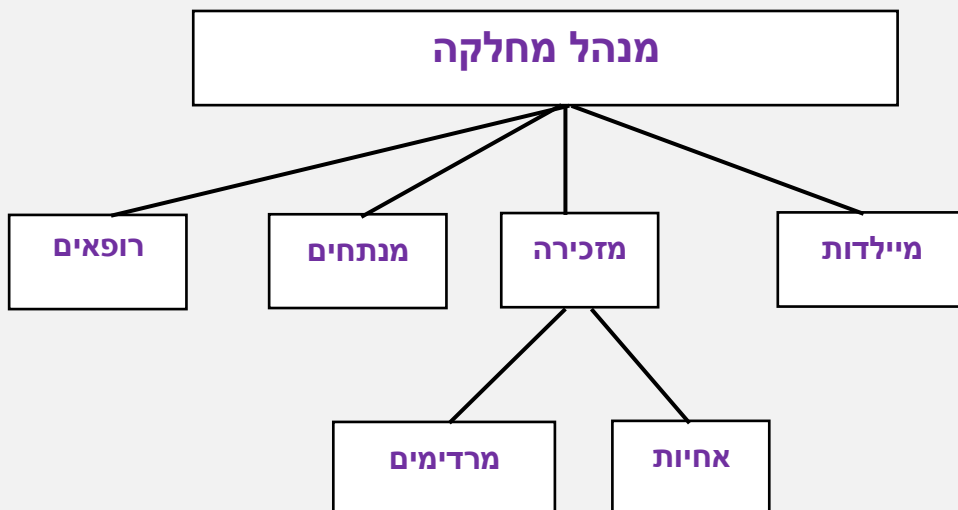 מנהל מחלקה
מיילדות
מזכירה
מנתחים
רופאים
אחיות
מרדימים